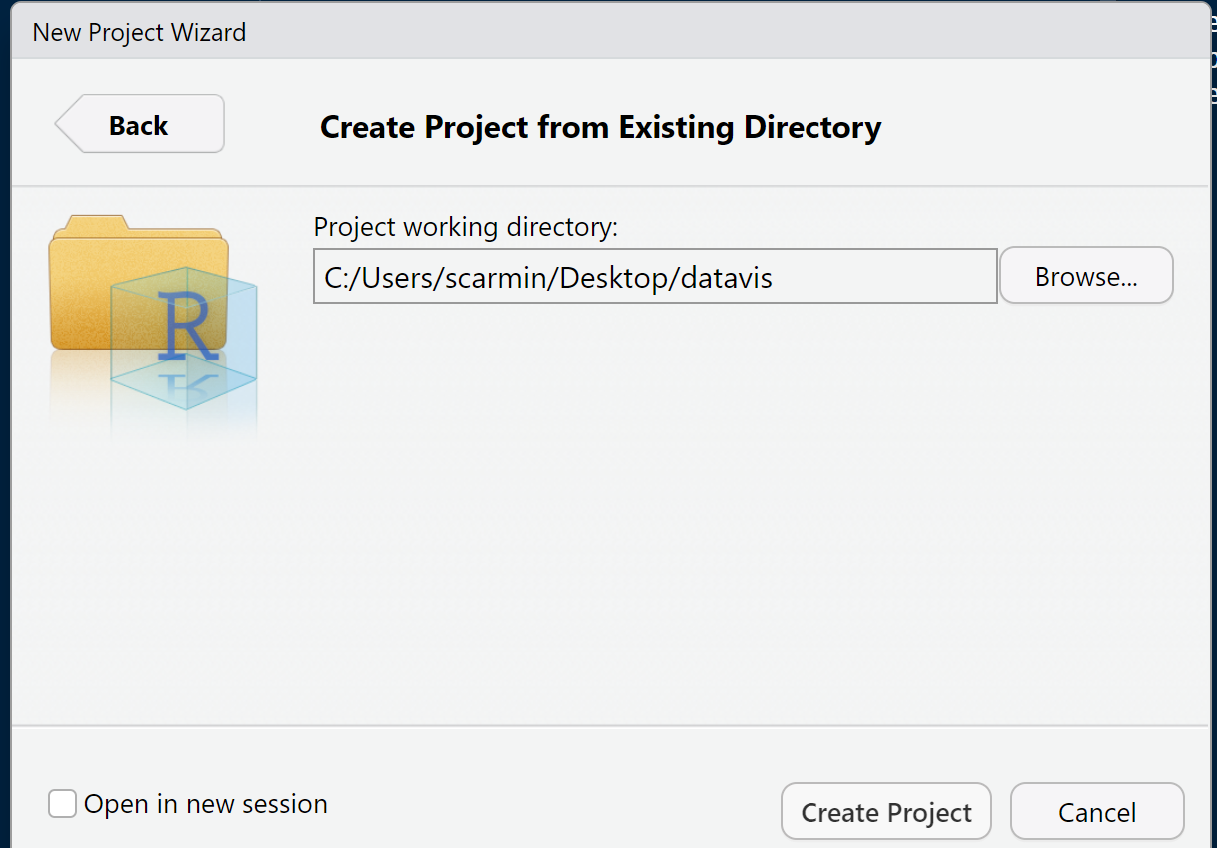 New Project Wizard
Back
Create Project from Existing Directory
Project working directory:
C:/Users/scarmin/Desktop/datavis
Browse...
R
Open in new session
Create Project
Cancel